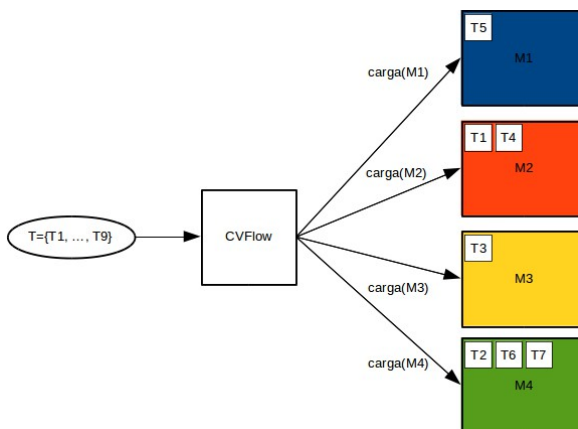 T={T1, ..., T9}
CVFlow
carga(M1)
carga(M2)
carga(M3)
carga(M4)
T5
M1
T1 T4
M2
T3
M3
T2 T6 T7
M4